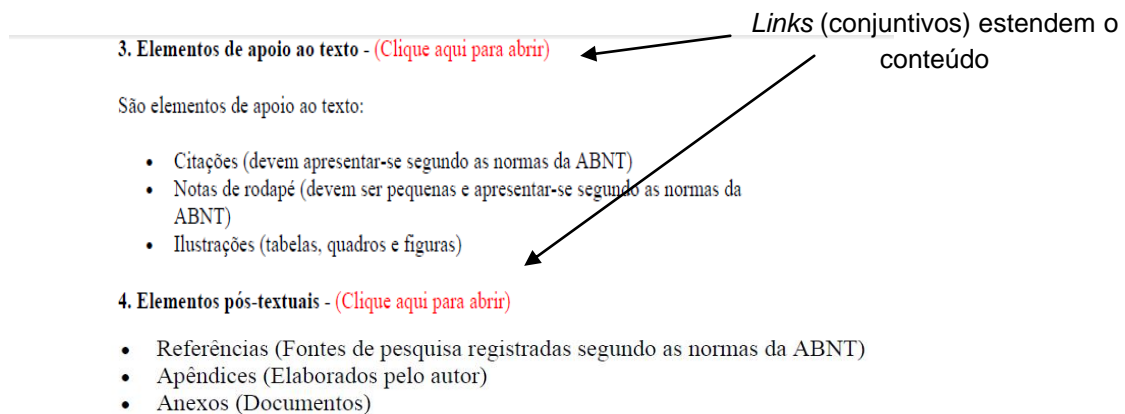 Links (conjuntivos) estendem o
conteúdo
3. Elementos de apoio ao texto - (Clique aqui para abrir)
São elementos de apoio ao texto:
• Citações (devem apresentar-se segundo as normas da ABNT)
• Notas de rodapé (devem ser pequenas e apresentar-se segundo as normas da
ABNT)
• Ilustrações (tabelas, quadros e figuras)
4. Elementos pós-textuais - (Clique aqui para abrir)
• Referências (Fontes de pesquisa registradas segundo as normas da ABNT)
• Apêndices (Elaborados pelo autor)
• Anexos (Documentos)